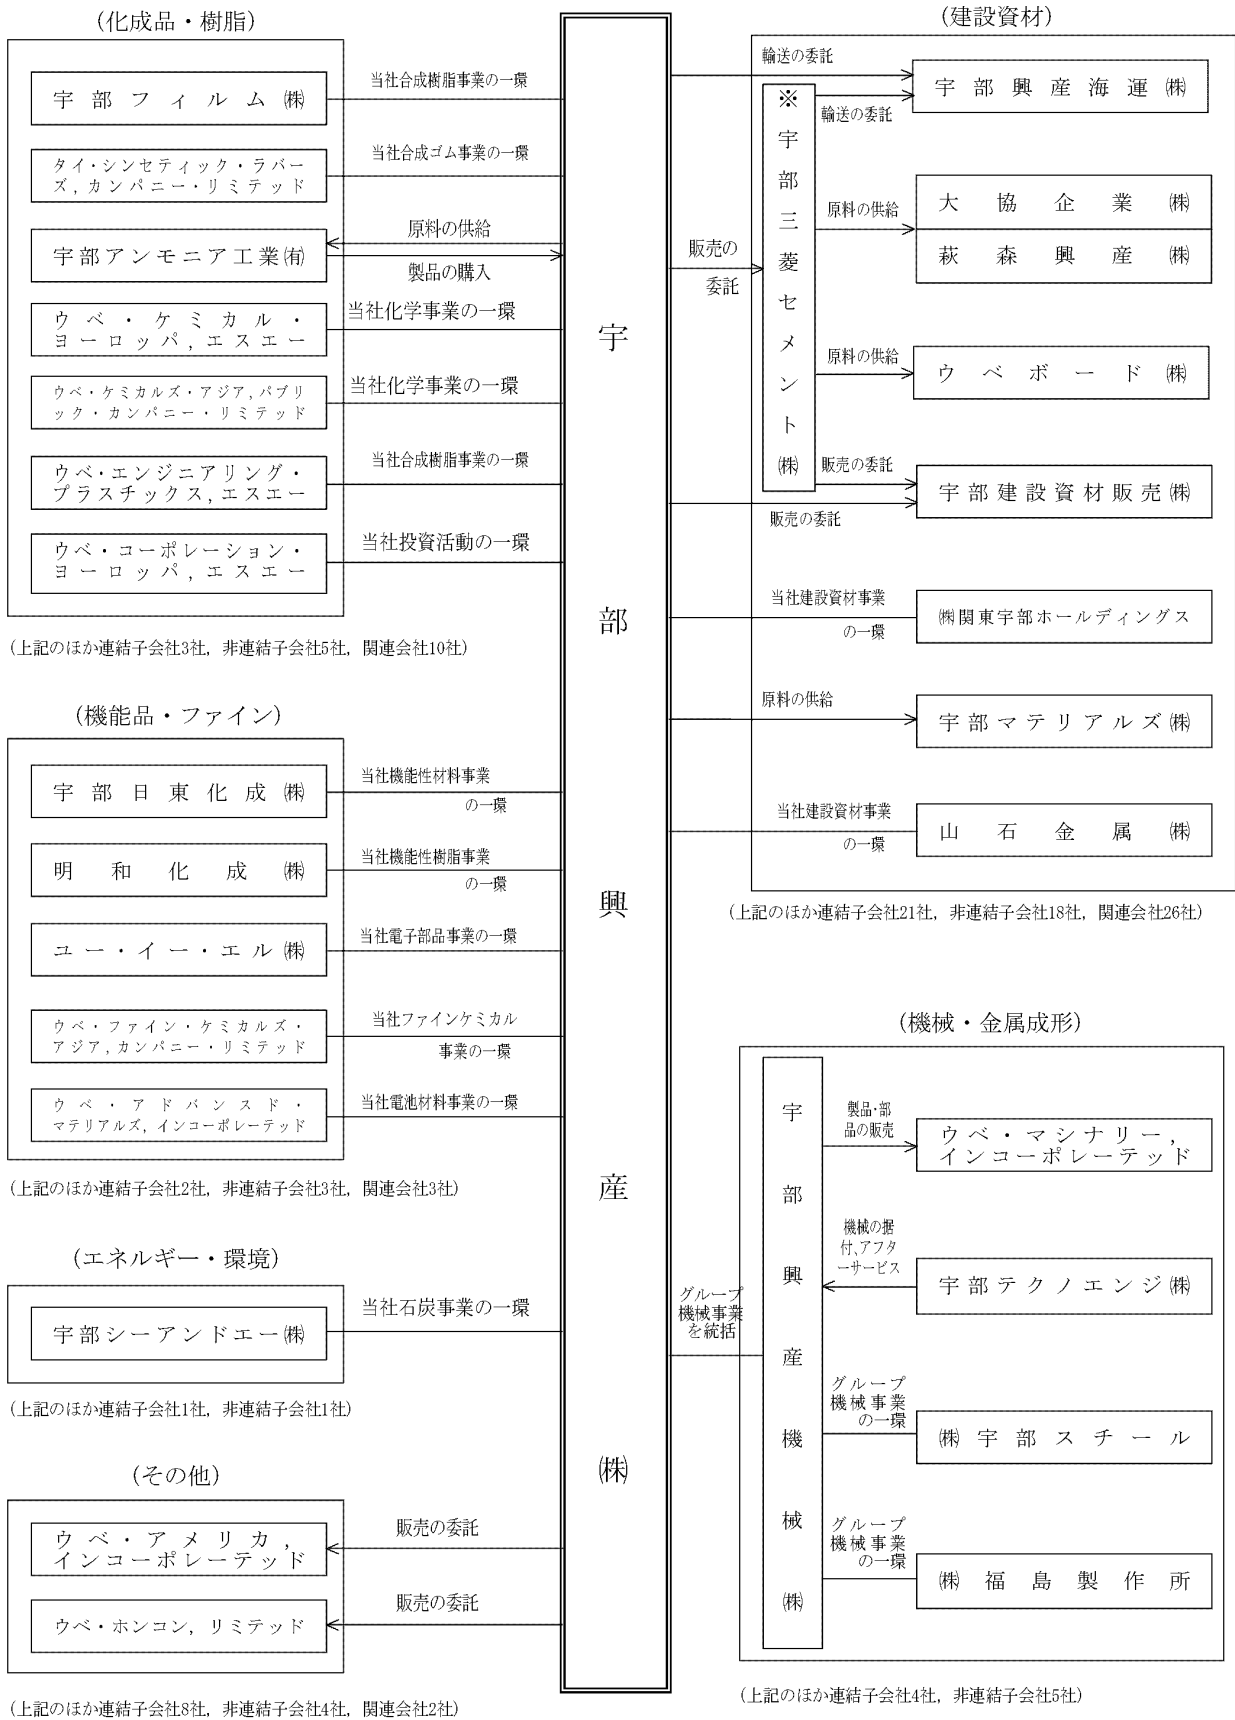 (化成品・樹脂)
宇部フィルム㈱
当社合成樹脂事業の一環
タイ・シンセティック・ラバー
ズ,カンパニー・リミテッド
当社合成ゴム事業の一環
宇部アンモニア工業㈲
原料の供給
製品の購入
ウベ・ケミカル・
ヨーロッパ,エスエー
当社化学事業の一環
ウベ・ケミカルズ・アジア,パブリ
ック・カンパニー・リミテッド
当社化学事業の一環
ウベ・エンジニアリング・
プラスチックス,エスエー
当社合成樹脂事業の一環
ウベ・コーポレーション・
ヨーロッパ,エスエー
当社投資活動の一環
(上記のほか連結子会社3社,非連結子会社5社,関連会社10社)
(機能品・ファイン)
宇部日東化成㈱
当社機能性材料事業
の一環
明和化成㈱
当社機能性樹脂事業
の一環
ユー・イー・エル㈱
当社電子部品事業の一環
ウベ・ファイン・ケミカルズ・
アジア,カンパニー・リミテッド
当社ファインケミカル
事業の一環
ウベ・アドバンスド・
マテリアルズ,インコーポレーテッド
当社電池材料事業の一環
(上記のほか連結子会社2社,非連結子会社3社,関連会社3社)
(エネルギー・環境)
宇部シーアンドエー㈱
当社石炭事業の一環
(上記のほか連結子会社1社,非連結子会社1社)
(その他)
ウベ・アメリカ,
インコーポレーテッド
販売の委託
ウベ・ホンコン,リミテッド
販売の委託
(上記のほか連結子会社8社,非連結子会社4社,関連会社2社)
宇部興産㈱
(建設資材)
輸送の委託
宇部興産海運㈱
輸送の委託
※宇部三菱セメント㈱
販売の
委託
原料の供給
大協企業㈱
萩森興産㈱
原料の供給
ウベボード㈱
販売の委託
宇部建設資材販売㈱
販売の委託
当社建設資材事業
の一環
㈱関東宇部ホールディングス
原料の供給
宇部マテリアルズ㈱
当社建設資材事業
の一環
山石金属㈱
(上記のほか連結子会社21社,非連結子会社18社,関連会社26社)
(機械・金属成形)
グループ
機械事業
を統括
宇部興産機械㈱
製品・部
品の販売
ウベ・マシナリー,
インコーポレーテッド
機械の据
付、アフタ
ーサービス
宇部テクノエンジ㈱
グループ
機械事業
の一環
㈱宇部スチール
グループ
機械事業
の一環
㈱福島製作所
(上記のほか連結子会社4社,非連結子会社5社)